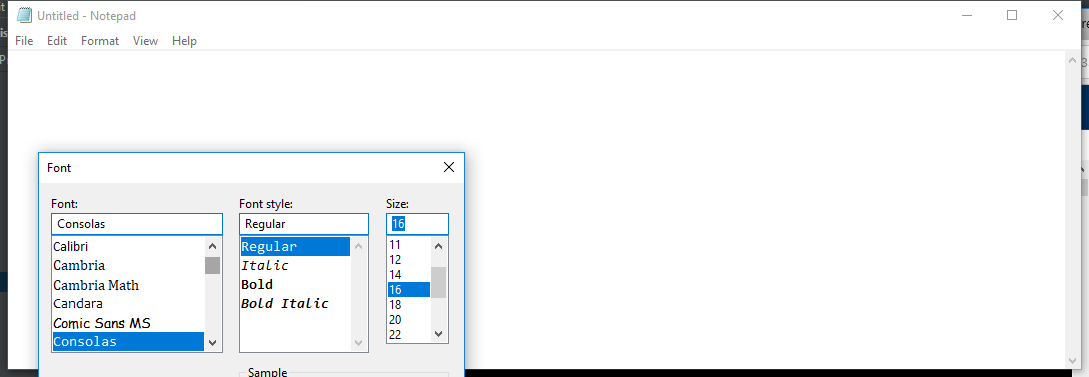 Untitled - Notepad
File Edit Format View Help
Font
Font: Font style: Size:
Consolas Regular 16
Calibri Regular 11
Cambria Italic 12
Cambria Math Bold 14
Candara Bold Italic 16
Comic Sans MS 18
Consolas 20
22
Sample